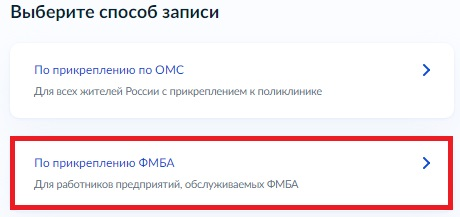 Выберите способ записи
По прикреплению по ОМС
Для всех жителей России с прикреплением к поликлинике
По прикреплению ФМБА
Для работников предприятий, обслуживаемых ФМБА